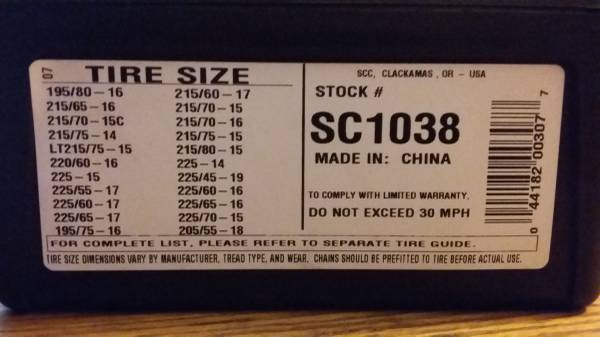 07
TIRE SIZE
195/80 – 16
215/65 – 16
215/70 – 15C
215/75 – 14
LT215/75 – 15
220/60 – 16
225 – 15
225/55 – 17
225/60 – 17
225/65 – 17
195/75 – 16
215/60 – 17
215/70 – 15
215/70 – 16
215/75 – 15
215/80 – 15
225 – 14
225/45 – 19
225/60 – 16
225/65 – 16
225/70 – 15
205/55 – 18
SCC, CLACKAMAS, OR – USA
STOCK #
SC1038
MADE IN: CHINA
TO COMPLY WITH LIMITED WARRANTY,
DO NOT EXCEED 30 MPH
0 44182 00307 7
FOR COMPLETE LIST, PLEASE REFER TO SEPARATE TIRE GUIDE.
TIRE SIZE DIMENSIONS VARY BY MANUFACTURER, TREAD TYPE, AND WEAR. CHAINS SHOULD BE PREFITTED TO TIRE BEFORE ACTUAL USE.